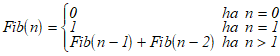 Fib(n) = { 0 ha n = 0
1 ha n = 1
Fib(n − 1) + Fib(n − 2) ha n > 1